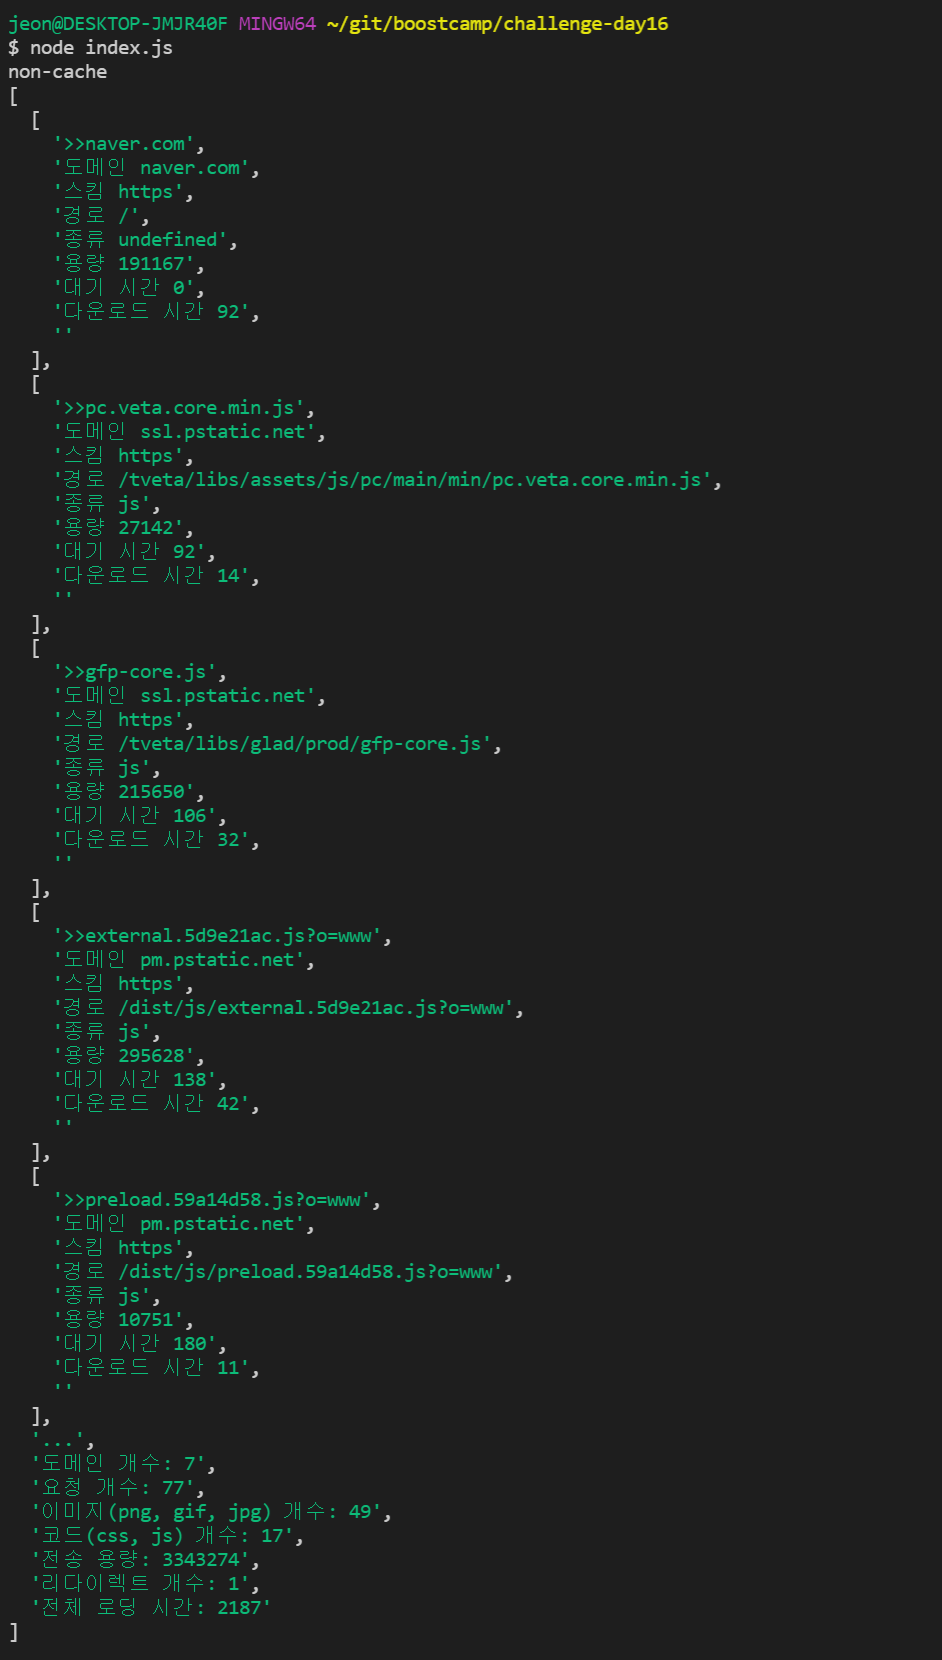 jeon@DESKTOP-JMJR40F MINGW64 ~/git/boostcamp/challenge-day16
$ node index.js
non-cache
[
  [
    '>>naver.com',
    '도메인 naver.com',
    '스킴 https',
    '경로 /',
    '종류 undefined',
    '용량 191167',
    '대기 시간 0',
    '다운로드 시간 92',
    ''
  ],
  [
    '>>pc.veta.core.min.js',
    '도메인 ssl.pstatic.net',
    '스킴 https',
    '경로 /tveta/libs/assets/js/pc/main/min/pc.veta.core.min.js',
    '종류 js',
    '용량 27142',
    '대기 시간 92',
    '다운로드 시간 14',
    ''
  ],
  [
    '>>gfp-core.js',
    '도메인 ssl.pstatic.net',
    '스킴 https',
    '경로 /tveta/libs/glad/prod/gfp-core.js',
    '종류 js',
    '용량 215650',
    '대기 시간 106',
    '다운로드 시간 32',
    ''
  ],
  [
    '>>external.5d9e21ac.js?o=www',
    '도메인 pm.pstatic.net',
    '스킴 https',
    '경로 /dist/js/external.5d9e21ac.js?o=www',
    '종류 js',
    '용량 295628',
    '대기 시간 138',
    '다운로드 시간 42',
    ''
  ],
  [
    '>>preload.59a14d58.js?o=www',
    '도메인 pm.pstatic.net',
    '스킴 https',
    '경로 /dist/js/preload.59a14d58.js?o=www',
    '종류 js',
    '용량 10751',
    '대기 시간 180',
    '다운로드 시간 11',
    ''
  ],
  '...',
  '도메인 개수: 7',
  '요청 개수: 77',
  '이미지(png, gif, jpg) 개수: 49',
  '코드(css, js) 개수: 17',
  '전송 용량: 3343274',
  '리다이렉트 개수: 1',
  '전체 로딩 시간: 2187'
]